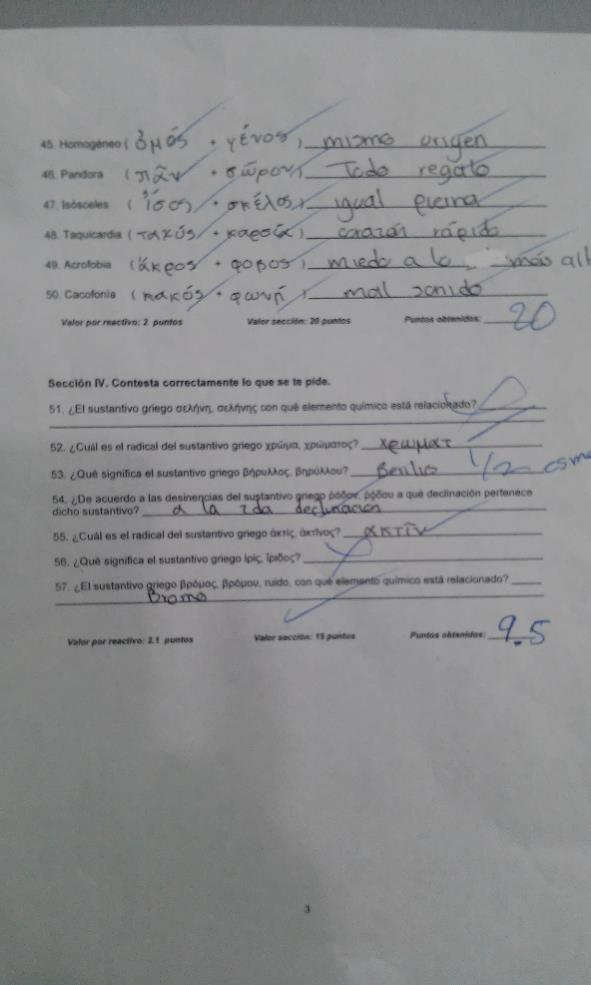 45. Homogéneo ( ὁμός + γένος ) mismo origen
46. Pandora ( πᾶν + σῶρον ) Todo regalo
47. Isósceles ( ἴσος + σκέλος ) igual pierna
48. Taquicardia ( ταχύς + καρσία ) corazón rápido
49. Acrofobia ( ἄκρος + φοβος ) miedo a lo más alt
50. Cacofonía ( κακός + φωνή ) mal sonido
Valor por reactivo: 2 puntos Valor sección: 20 puntos Puntos obtenidos: 20
Sección IV. Contesta correctamente lo que se te pide.
51. ¿El sustantivo griego σελήνη, σελήνης con qué elemento químico está relacionado?
52. ¿Cuál es el radical del sustantivo griego χρῶμα, χρώματος? χρωματ
53. ¿Qué significa el sustantivo griego βήρυλλος, βηρύλλου? Berilio 1/2 esme
54. ¿De acuerdo a las desinencias del sustantivo griego ῥόδον, ῥόδου a qué declinación pertenece
dicho sustantivo? a la 2da declinación
55. ¿Cuál es el radical del sustantivo griego ἀκτίς, ἀκτῖνος? ακτῖν
56. ¿Qué significa el sustantivo griego ἶρίς, ἴριδος?
57. ¿El sustantivo griego βρόμος, βρόμου, ruido, con qué elemento químico está relacionado?
Bromo
Valor por reactivo: 2.1 puntos Valor sección: 15 puntos Puntos obtenidos: 9.5
3